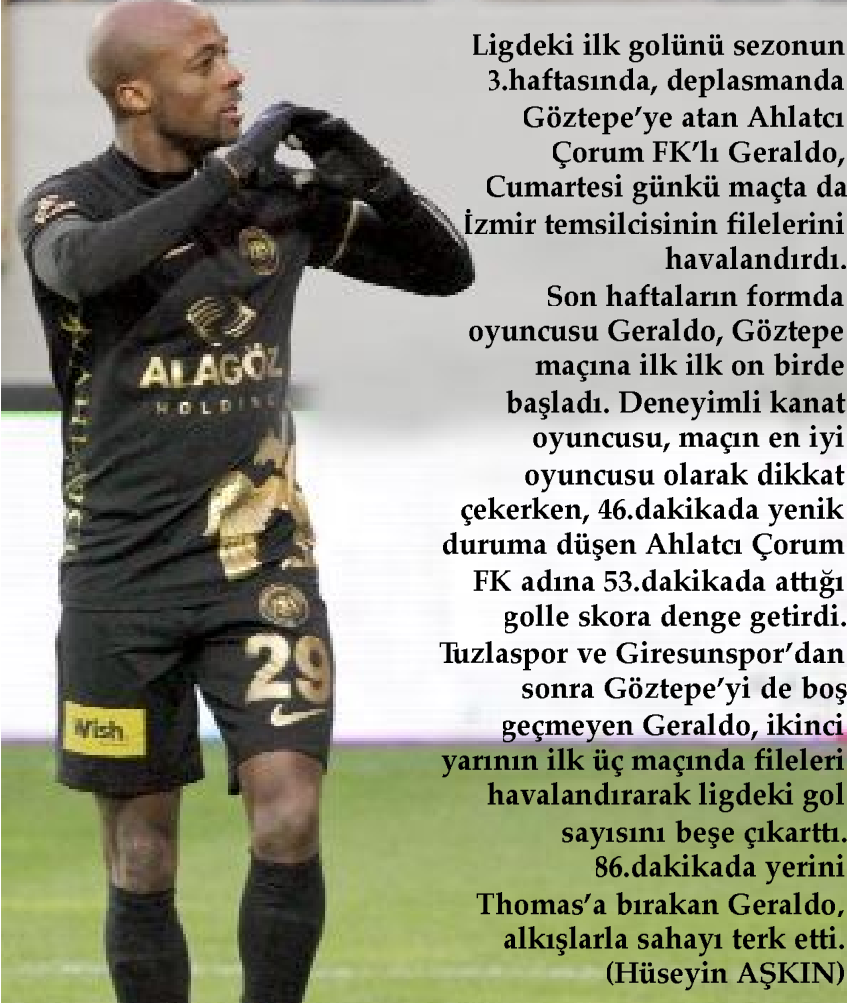 Ligdeki ilk golünü sezonun
3.haftasında, deplasmanda
Göztepe’ye atan Ahlatcı
Çorum FK’lı Geraldo,
Cumartesi günkü maçta da
İzmir temsilcisinin filelerini
havalandırdı.
Son haftaların formda
oyuncusu Geraldo, Göztepe
maçına ilk ilk on birde
başladı. Deneyimli kanat
oyuncusu, maçın en iyi
oyuncusu olarak dikkat
çekerken, 46.dakikada yenik
duruma düşen Ahlatcı Çorum
FK adına 53.dakikada attığı
golle skora denge getirdi.
Tuzlaspor ve Giresunspor’dan
sonra Göztepe’yi de boş
geçmeyen Geraldo, ikinci
yarının ilk üç maçında fileleri
havalandırarak ligdeki gol
sayısını beşe çıkarttı.
86.dakikada yerini
Thomas’a bırakan Geraldo,
alkışlarla sahayı terk etti.
(Hüseyin AŞKIN)
ALAGÖZ
HOLDING
29
Wish